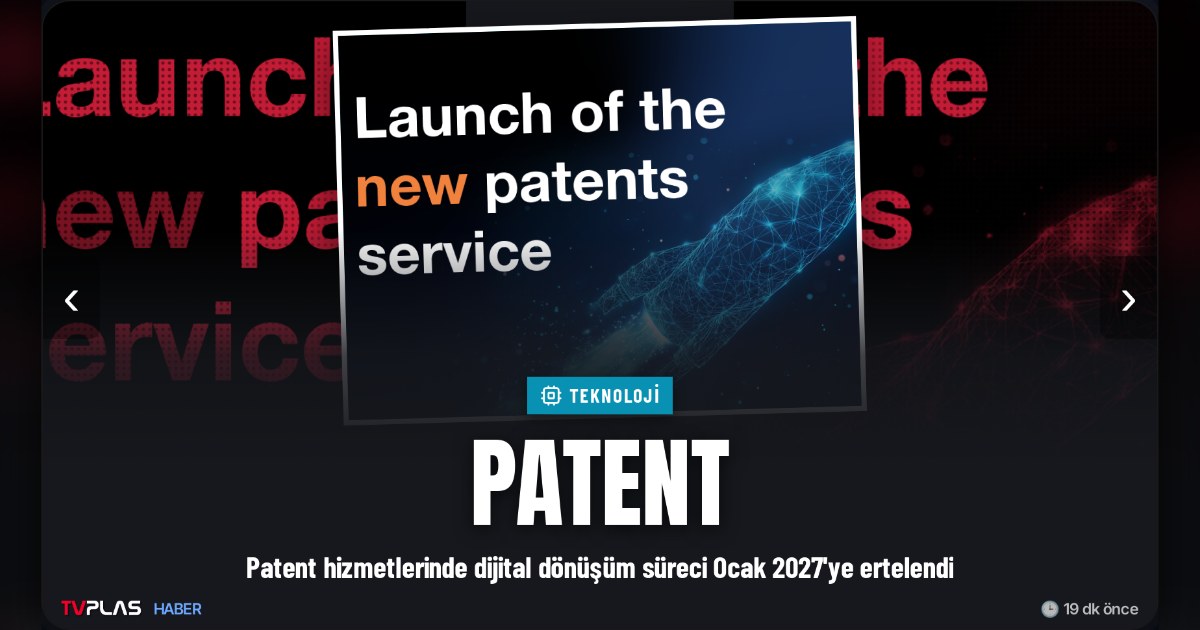 Launch of the
new patents
service
TEKNOLOJİ
PATENT
Patent hizmetlerinde dijital dönüşüm süreci Ocak 2027'ye ertelendi
TVPLAS HABER
19 dk önce